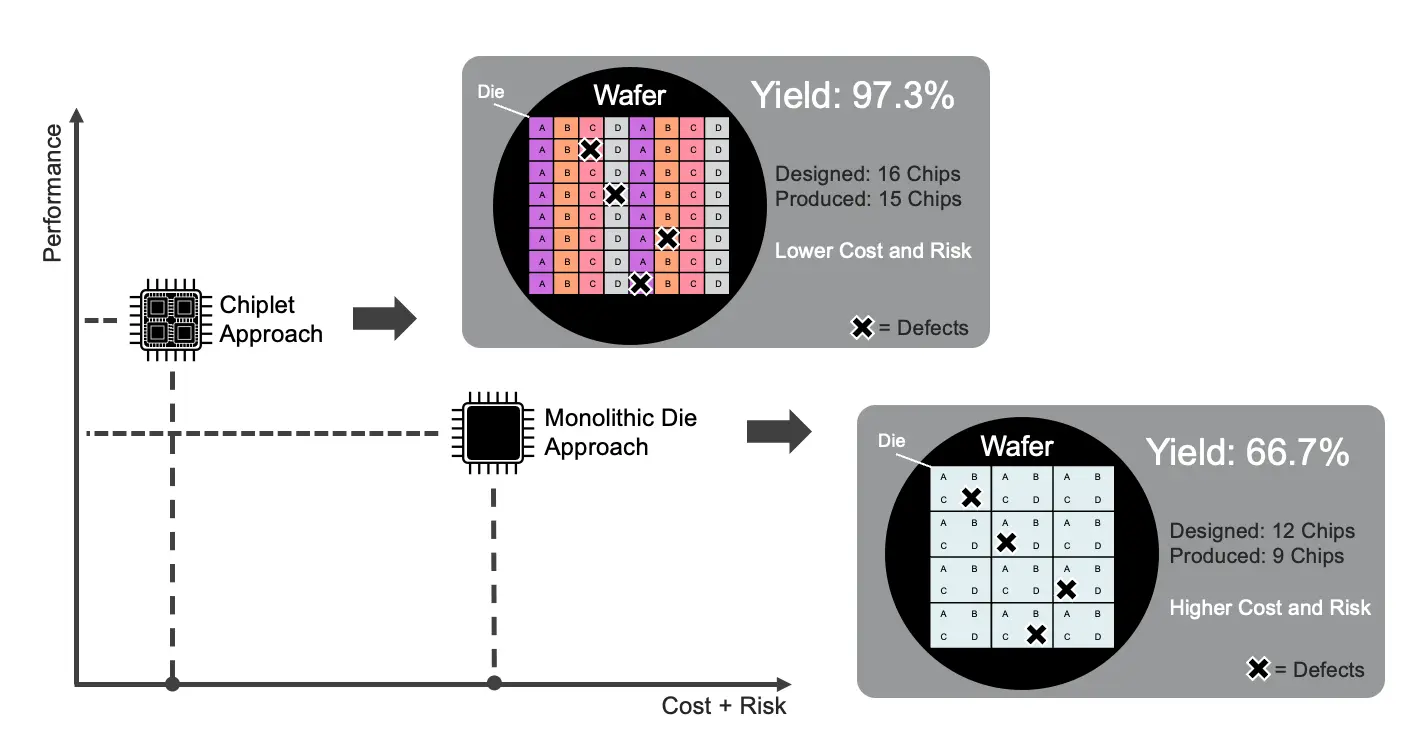 Performance
Chiplet
Approach
Die
Wafer
A B C D A B C D
A B D A B C D
A B C D A B C D
A B C A B C D
A B C D A B C D
A B C D A C D
A B C D A B C D
A B C D B C D
Yield: 97.3%
Designed: 16 Chips
Produced: 15 Chips
Lower Cost and Risk
= Defects
Monolithic Die
Approach
Die
Wafer
A B A B A B
C C D C D
A B A B A B
C D D C D
A B A B A B
C D C D D
A B A B A B
C D C C D
Yield: 66.7%
Designed: 12 Chips
Produced: 9 Chips
Higher Cost and Risk
= Defects
Cost + Risk